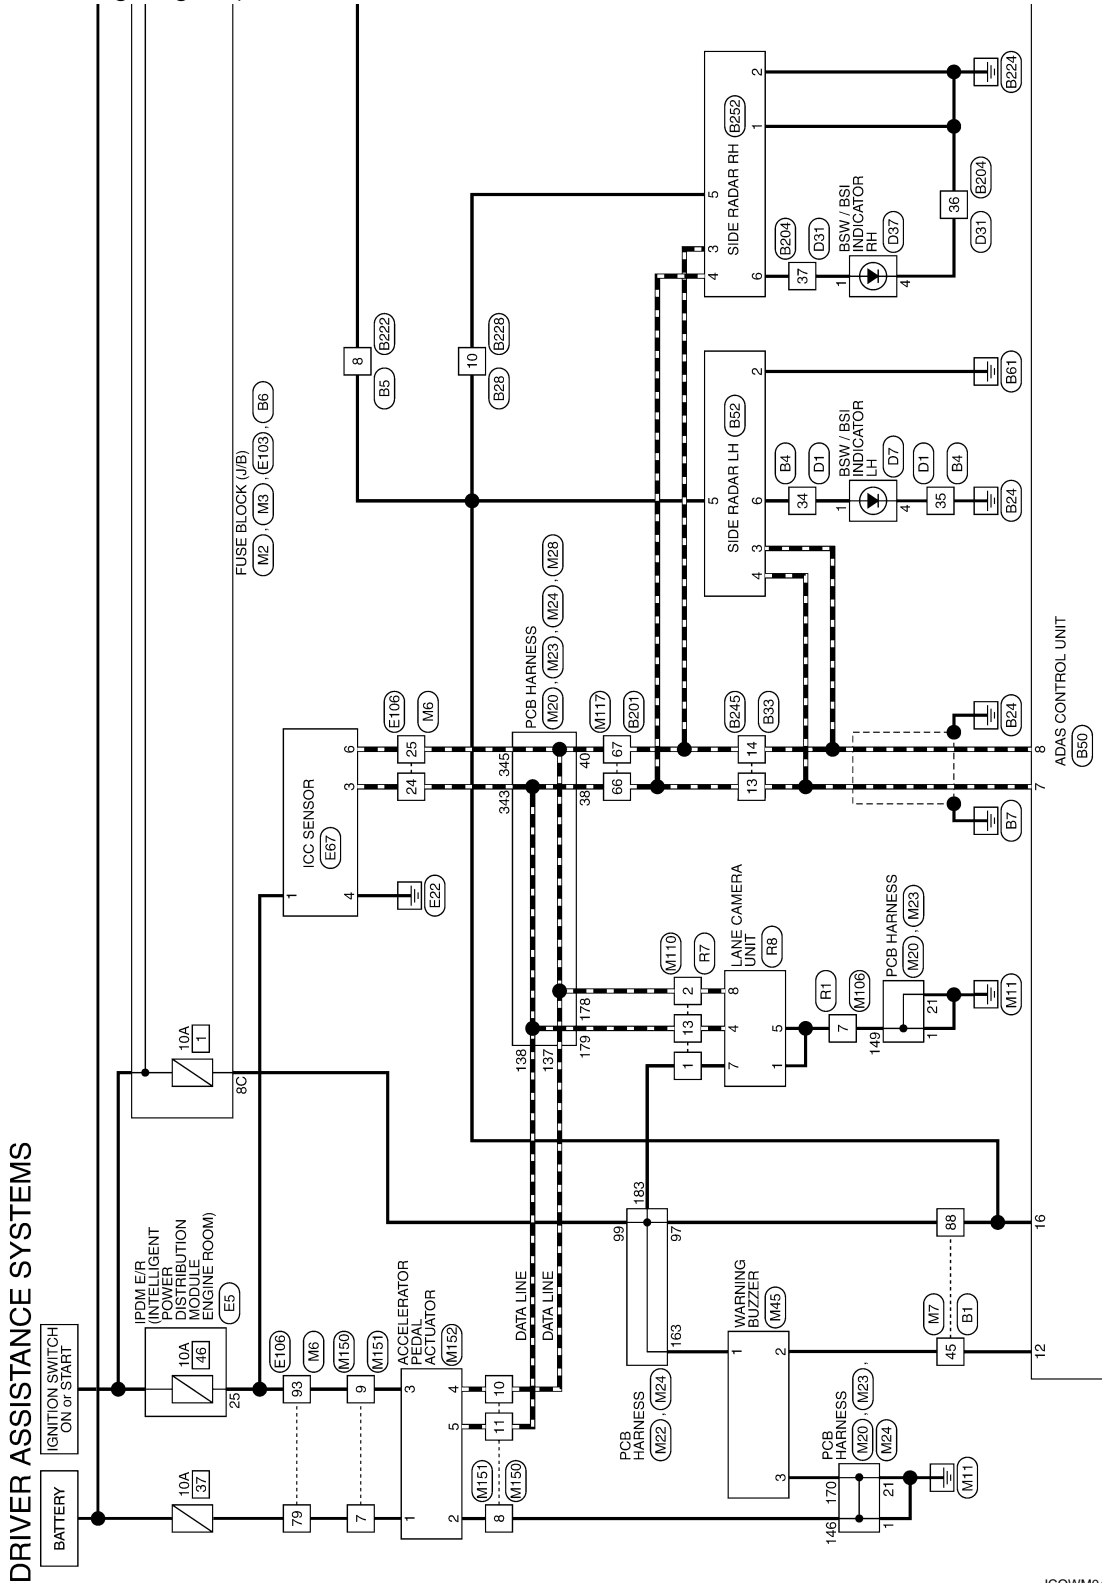 DRIVER ASSISTANCE SYSTEMS
BATTERY
IGNITION SWITCH
ON or START
10A
37
IPDM E/R
(INTELLIGENT
POWER
DISTRIBUTION
MODULE
ENGINE ROOM)
E5
10A
46
25
10A
1
8C
FUSE BLOCK (J/B)
M2 , M3 , E103 , B6
79
93
E106
M6
7
9
M150
M151
ACCELERATOR
PEDAL
ACTUATOR
M152
1
3
2
5
4
8
11
10
M151
M150
DATA LINE
DATA LINE
ICC SENSOR
E67
1
4
3
6
E22
24
25
E106
M6
8
B5
B222
10
B28
B228
PCB HARNESS
M20 , M23 , M24 , M28
138
137
179
178
343
345
38
40
66
67
M117
B201
13
14
B245
B33
PCB
HARNESS
M22 , M24
99
183
163
97
1
13
2
M110
R7
LANE CAMERA
UNIT
R8
7
4
8
1
5
7
R1
M106
PCB HARNESS
M20 , M23
149
1
21
M11
WARNING
BUZZER
M45
1
3
2
PCB
HARNESS
M20 , M23 ,
M24
146
170
1
21
M11
45
88
M7
B1
12
16
SIDE RADAR LH
B52
4
3
5
6
2
34
B4
D1
BSW / BSI
INDICATOR
LH
D7
1
4
35
D1
B4
B24
B61
SIDE RADAR RH
B252
4
3
5
6
1
2
37
B204
D31
BSW / BSI
INDICATOR
RH
D37
1
4
36
D31
B204
B224
B7
B24
7
8
ADAS CONTROL UNIT
B50